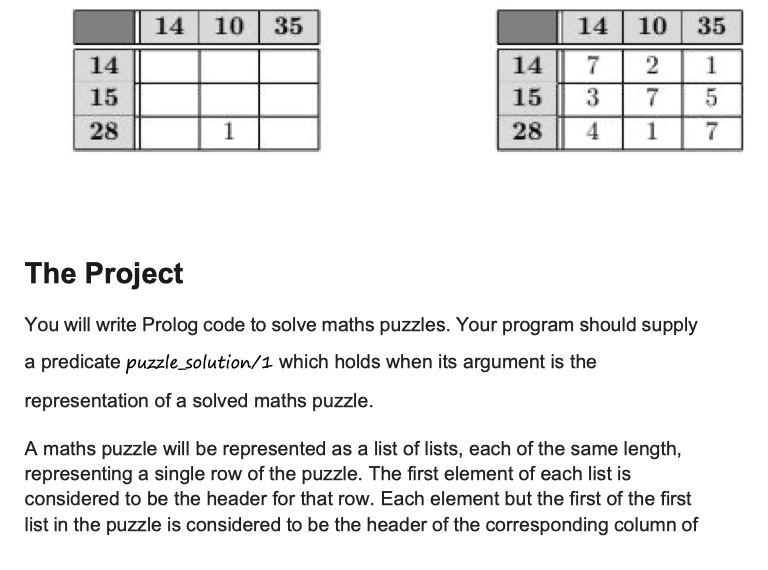 14 10 35 14 10 35
14 14 7 2 1
15 15 3 7 5
28 1 28 4 1 7
The Project
You will write Prolog code to solve maths puzzles. Your program should supply
a predicate puzzle_solution/1 which holds when its argument is the
representation of a solved maths puzzle.
A maths puzzle will be represented as a list of lists, each of the same length,
representing a single row of the puzzle. The first element of each list is
considered to be the header for that row. Each element but the first of the first
list in the puzzle is considered to be the header of the corresponding column of